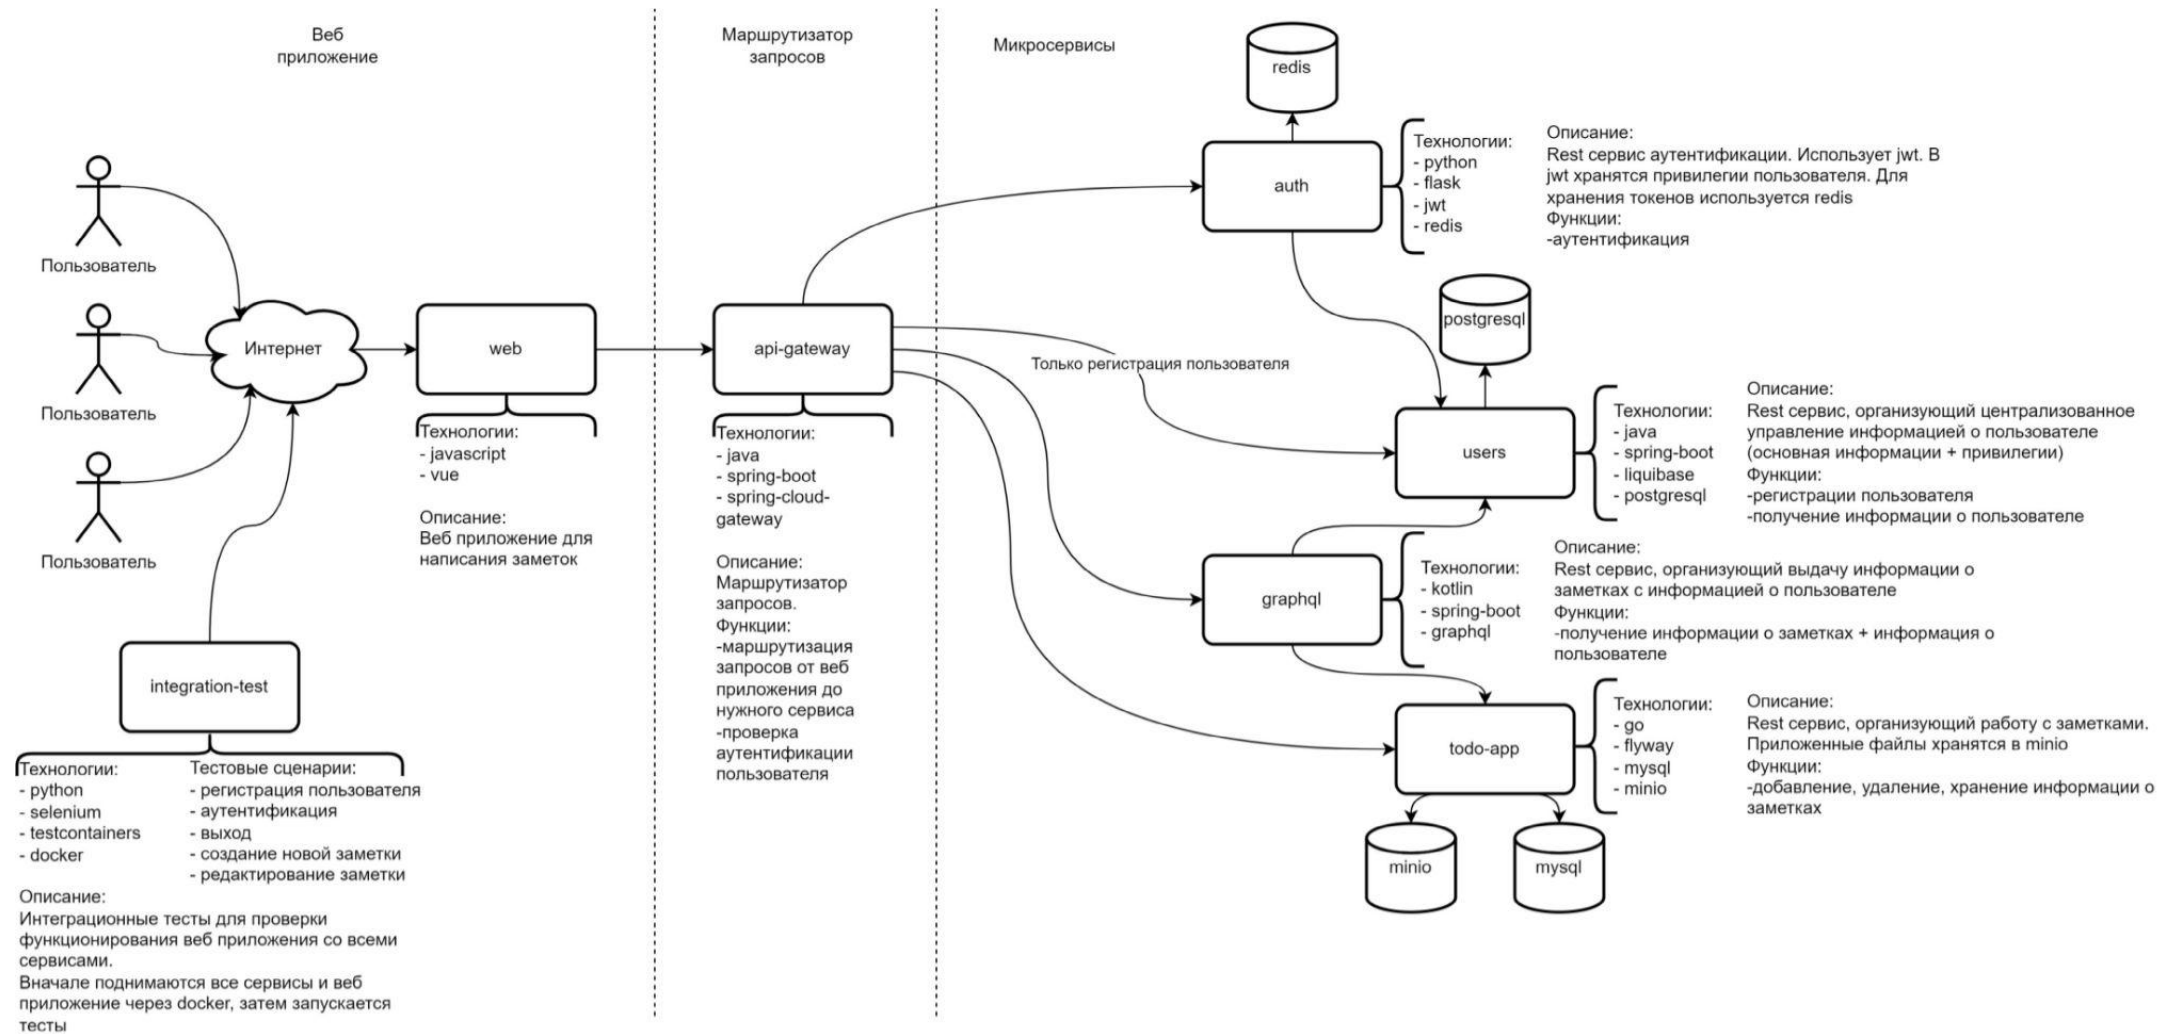 Веб
приложение
Маршрутизатор
запросов
Микросервисы
redis
Пользователь
Пользователь
Пользователь
Интернет
web
Технологии:
- javascript
- vue
Описание:
Веб приложение для
написания заметок
integration-test
Технологии:
- python
- selenium
- testcontainers
- docker
Тестовые сценарии:
- регистрация пользователя
- аутентификация
- выход
- создание новой заметки
- редактирование заметки
Описание:
Интеграционные тесты для проверки
функционирования веб приложения со всеми
сервисами.
Вначале поднимаются все сервисы и веб
приложение через docker, затем запускается
тесты
api-gateway
Технологии:
- java
- spring-boot
- spring-cloud-
gateway
Описание:
Маршрутизатор
запросов.
Функции:
-маршрутизация
запросов от веб
приложения до
нужного сервиса
-проверка
аутентификации
пользователя
auth
Технологии:
- python
- flask
- jwt
- redis
Описание:
Rest сервис аутентификации. Использует jwt. В
jwt хранятся привилегии пользователя. Для
хранения токенов используется redis
Функции:
-аутентификация
Только регистрация пользователя
postgresql
users
Технологии:
- java
- spring-boot
- liquibase
- postgresql
Описание:
Rest сервис, организующий централизованное
управление информацией о пользователе
(основная информации + привилегии)
Функции:
-регистрации пользователя
-получение информации о пользователе
graphql
Технологии:
- kotlin
- spring-boot
- graphql
Описание:
Rest сервис, организующий выдачу информации о
заметках с информацией о пользователе
Функции:
-получение информации о заметках + информация о
пользователе
todo-app
Технологии:
- go
- flyway
- mysql
- minio
Описание:
Rest сервис, организующий работу с заметками.
Приложенные файлы хранятся в minio
Функции:
-добавление, удаление, хранение информации о
заметках
minio
mysql